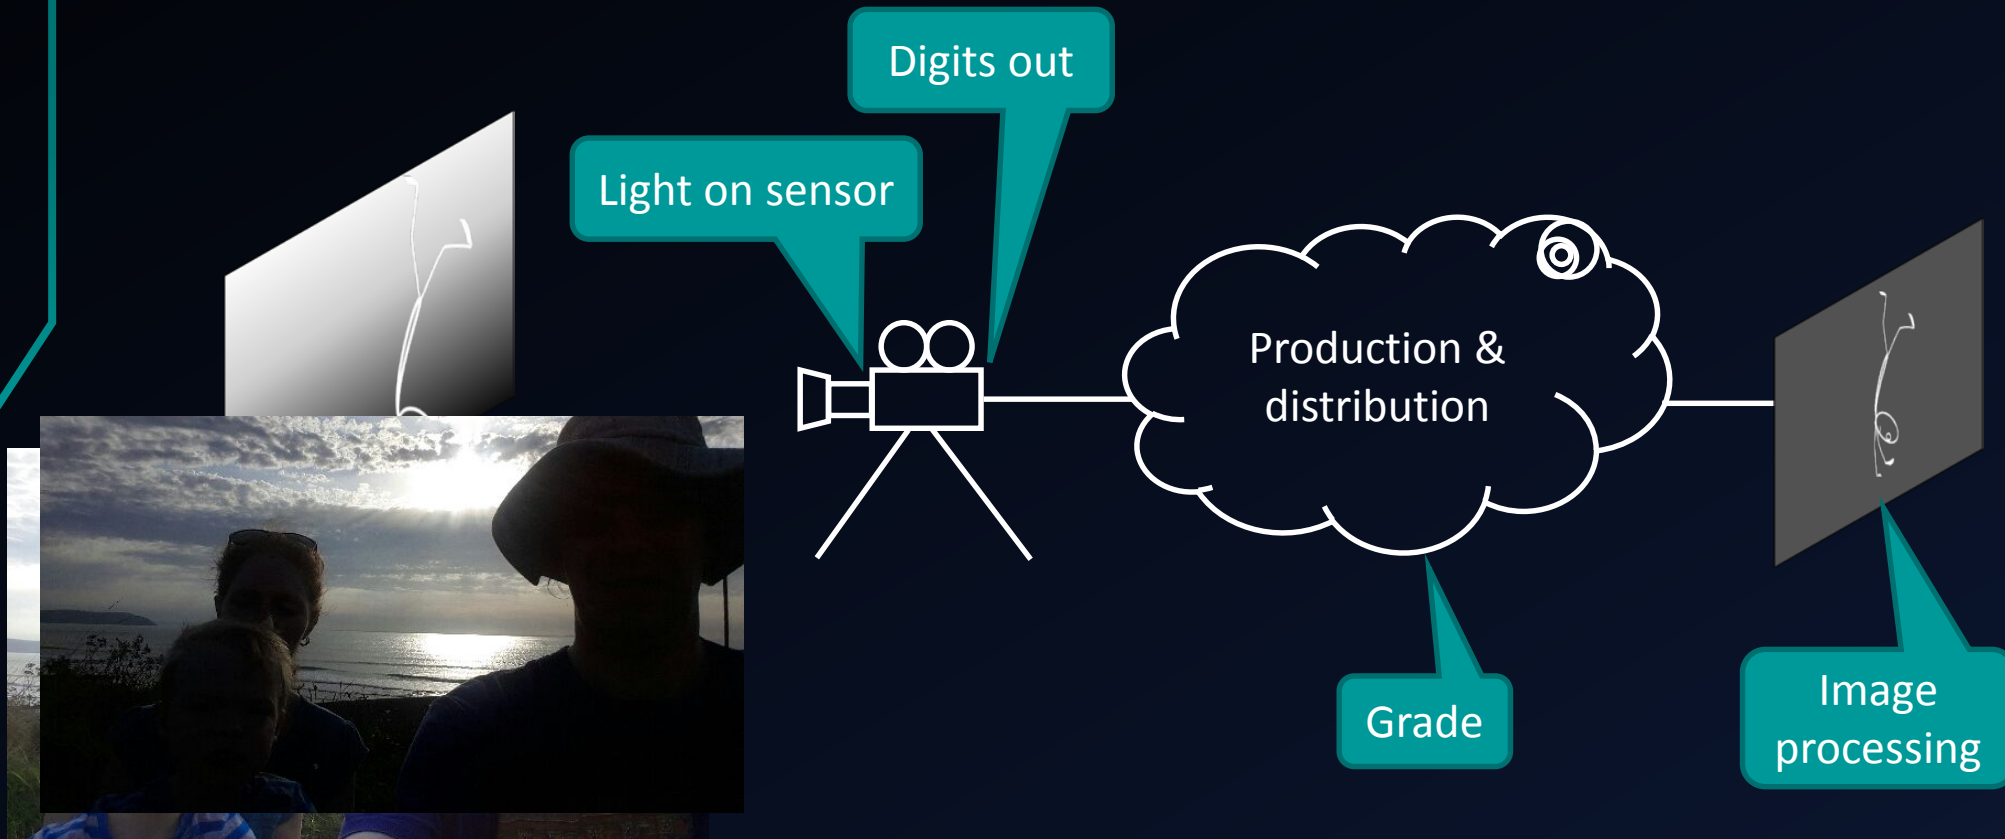 Digits out
Light on sensor
Production &
distribution
Grade
Image
processing